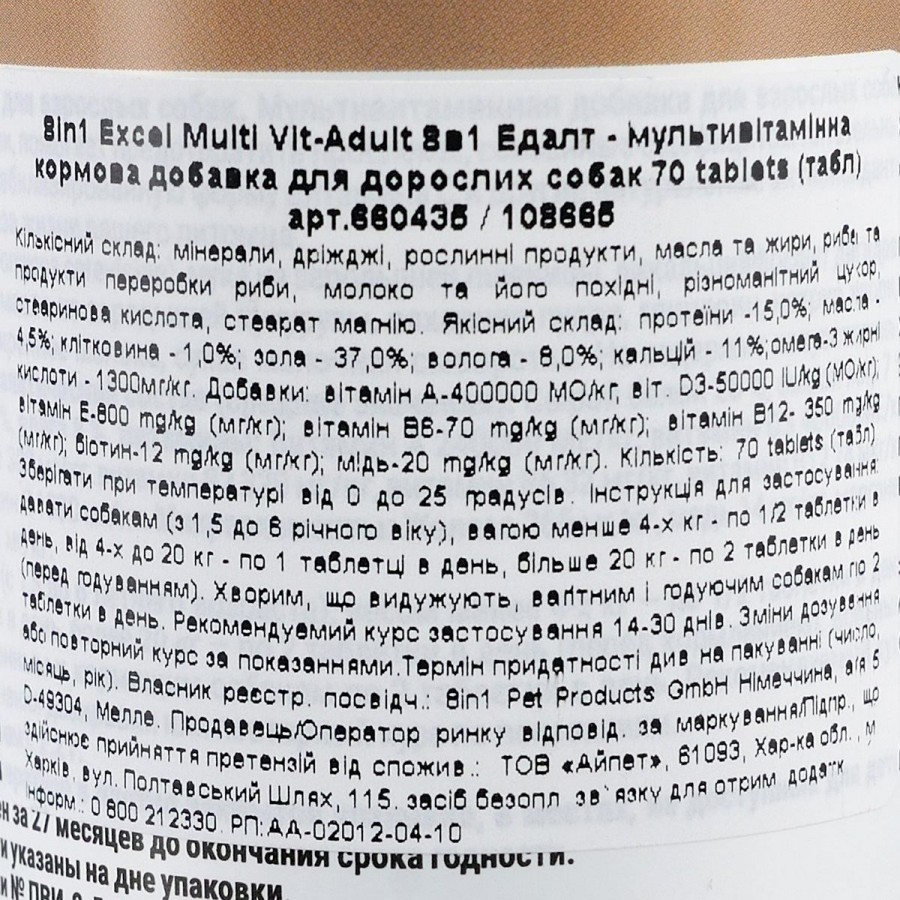 8in1 Excel Multi Vit-Adult 8в1 Едалт - мультивітамінна
кормова добавка для дорослих собак 70 tablets (табл)
арт.660435 / 108665
Кількісний склад: мінерали, дріжджі, рослинні продукти, масла та жири, риба та
продукти переробки риби, молоко та його похідні, різноманітний цукор,
стеаринова кислота, стеарат магнію. Якісний склад: протеїни -15,0%; масла -
4,5%; клітковина - 1,0%; зола - 37,0%; волога - 8,0%; кальцій - 11%;омега-3 жирні
кислоти - 1300мг/кг. Добавки: вітамін А-400000 МО/кг, віт. D3-50000 IU/kg (МО/кг);
вітамін Е-800 mg/kg (мг/кг); вітамін В6-70 mg/kg (мг/кг); вітамін В12- 350 mg/kg
(мг/кг); біотин-12 mg/kg (мг/кг); мідь-20 mg/kg (мг/кг). Кількість: 70 tablets (табл)
Зберігати при температурі від 0 до 25 градусів. Інструкція для застосування:
давати собакам (з 1,5 до 6 річного віку,), вагою менше 4-х кг, по 1/2 таблетки в
день, від 4-х до 20 кг - по 1 таблетці в день, більше 20 кг - по 2 таблетки в день
(перед годуванням). Хворим, що видужують, вагітним і годуючим собакам по 2
таблетки в день. Рекомендуемий курс застосування 14-30 днів. Зміни дозування
або повторний курс за показаннями Термін придатності див на пакуванні (число,
місяць, рік). Власник реєстр. посвідч.: 8in1 Pet Products GmbH Німеччина, а/я 5
D-49304, Мелле. Продавець/Оператор ринку відповід. за маркування/Підпр., що
здійснює прийняття претензій від спожив.: ТОВ «Айпет», 61093, Хар-ка обл., м
Харків, вул. Полтавський Шлях, 115. засіб безопл. зв`язку для отрим. додатк
інформ.: 0 800 212330. РП:АА-02012-04-10
ен за 27 месяцев до окончания срока годности.
и указаны на дне упаковки.